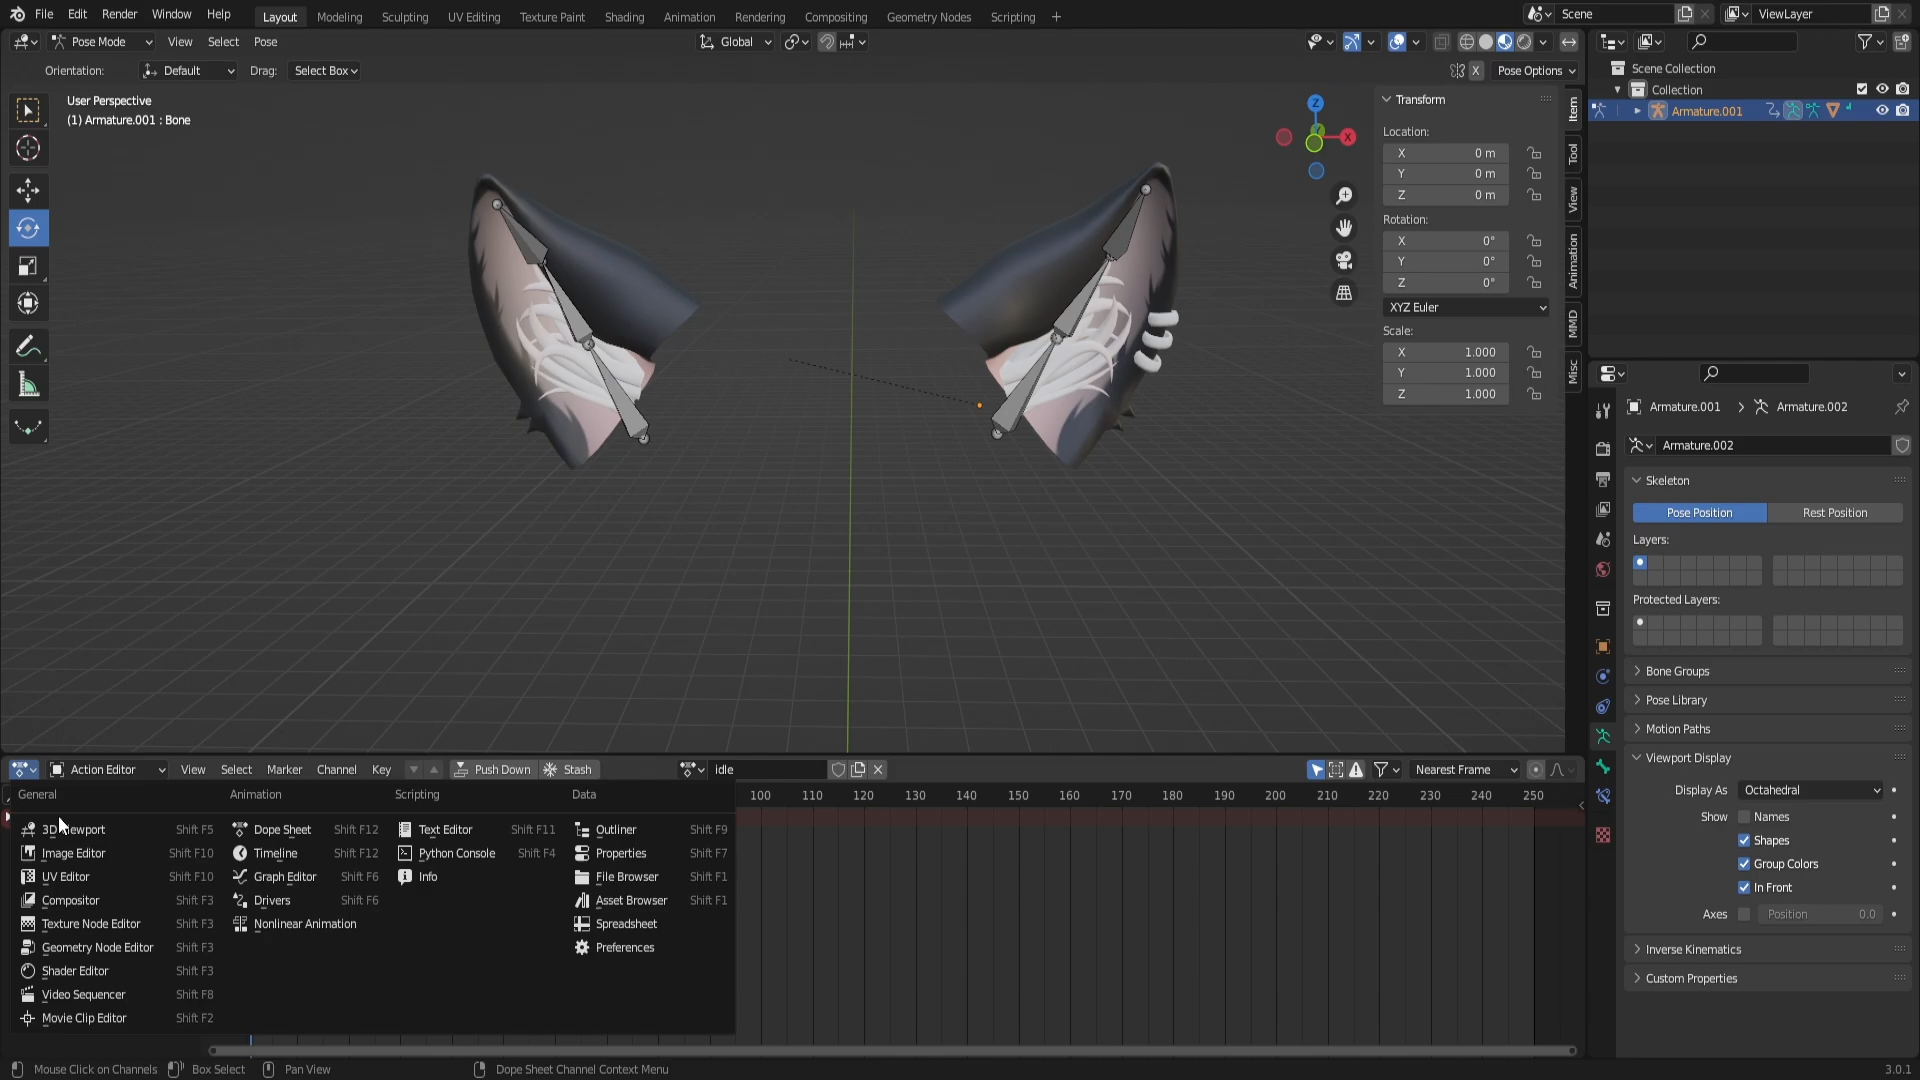 File Edit Render Window Help Layout Modeling Sculpting UV Editing Texture Paint Shading Animation Rendering Compositing Geometry Nodes Scripting + Scene ViewLayer
Pose Mode View Select Pose Global
Orientation: Default Drag: Select Box X Pose Options
User Perspective
(1) Armature.001 : Bone
Z
X
Transform
Location:
X 0 m
Y 0 m
Z 0 m
Rotation:
X 0°
Y 0°
Z 0°
XYZ Euler
Scale:
X 1.000
Y 1.000
Z 1.000
Item
Tool
View
Animation
MMD
Misc
Scene Collection
Collection
Armature.001
Armature.001 > Armature.002
Armature.002
Skeleton
Pose Position Rest Position
Layers:
Protected Layers:
Bone Groups
Pose Library
Motion Paths
Viewport Display
Display As Octahedral
Show Names
Shapes
Group Colors
In Front
Axes Position 0.0
Inverse Kinematics
Custom Properties
Action Editor View Select Marker Channel Key Push Down Stash idle Nearest Frame
100 110 120 130 140 150 160 170 180 190 200 210 220 230 240 250
General
3D Viewport Shift F5
Image Editor Shift F10
UV Editor Shift F10
Compositor Shift F3
Texture Node Editor Shift F3
Geometry Node Editor Shift F3
Shader Editor Shift F3
Video Sequencer Shift F8
Movie Clip Editor Shift F2
Animation
Dope Sheet Shift F12
Timeline Shift F12
Graph Editor Shift F6
Drivers Shift F6
Nonlinear Animation
Scripting
Text Editor Shift F11
Python Console Shift F4
Info
Data
Outliner Shift F9
Properties Shift F7
File Browser Shift F1
Asset Browser Shift F1
Spreadsheet
Preferences
Mouse Click on Channels Box Select Pan View Dope Sheet Channel Context Menu 3.0.1